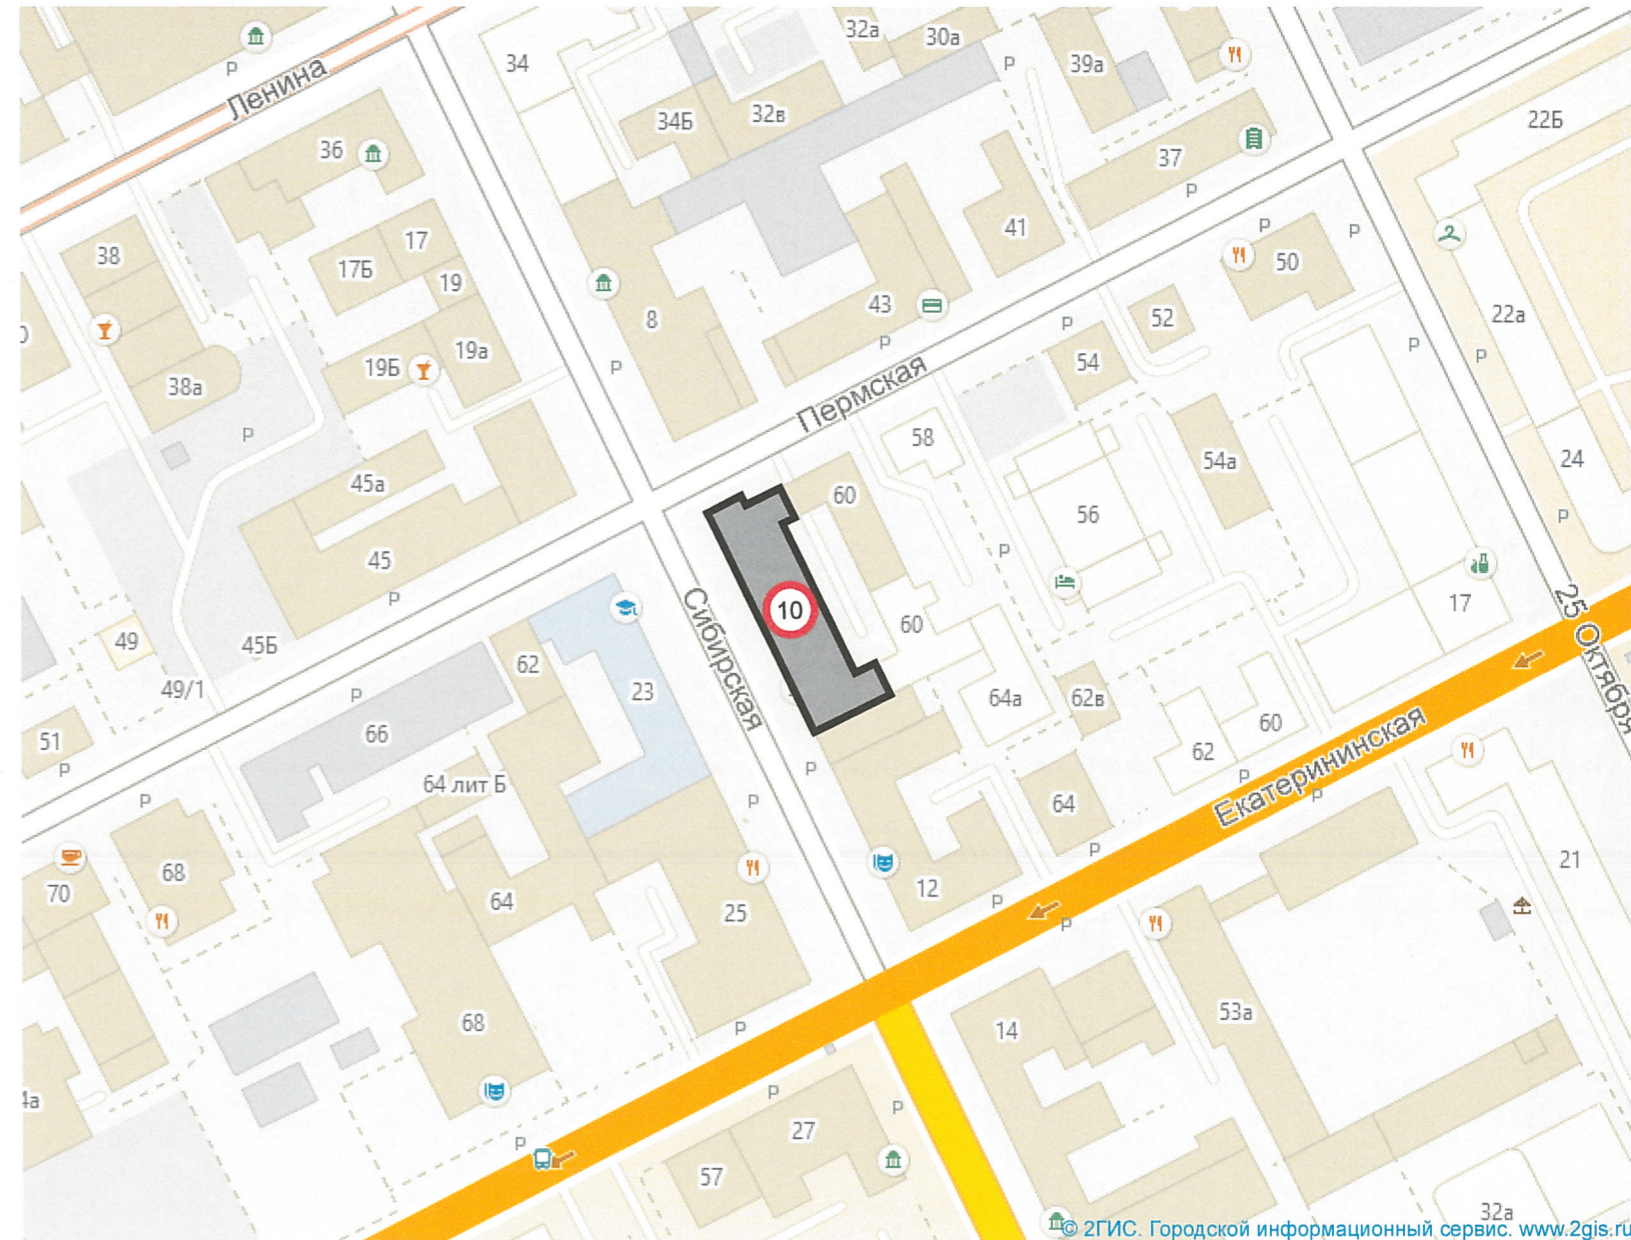 34
32а
30а
39а
Р
Р
Ленина
34Б
32в
22Б
36
37
Р
41
17
38
17Б
Р
Р
50
19
43
8
52
22а
Р
Р
Р
Р
54
19а
19Б
Р
38а
Пермская
Р
58
54а
24
45а
60
56
Р
45
Р
Р
10
17
25 Октября
49
45Б
Сибирская
60
62
23
49/1
Р
64а
62в
51
66
60
62
Р
Р
64 лит Б
Р
Екатерининская
Р
Р
Р
64
Р
21
68
70
12
64
25
Р
Р
68
Р
14
53а
Р
Р
4а
27
Р
57
32а
© 2ГИС. Городской информационный сервис. www.2gis.ru